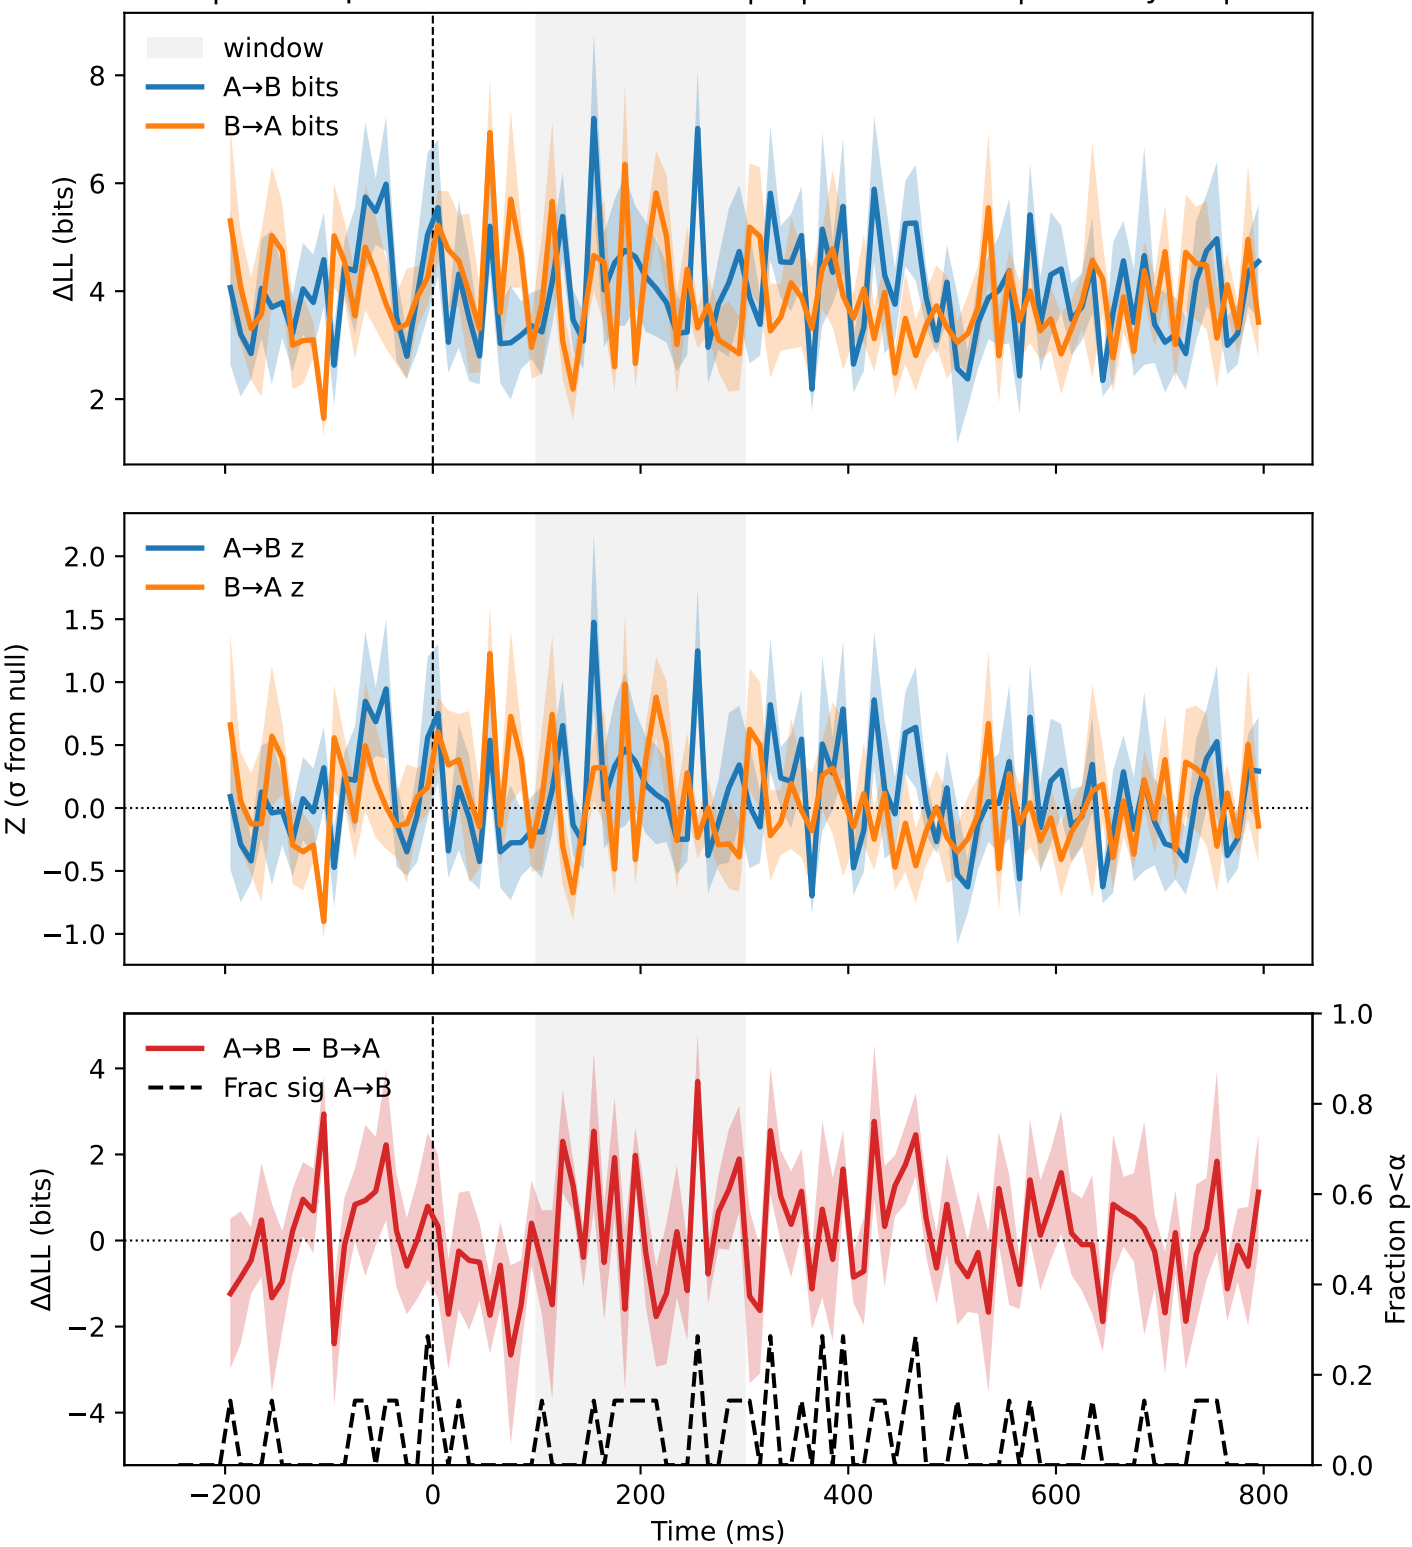 window
A→B bits
B→A bits
8
6
4
2
ΔLL (bits)
A→B z
B→A z
2.0
1.5
1.0
0.5
0.0
−0.5
−1.0
Z (σ from null)
A→B − B→A
Frac sig A→B
4
2
0
−2
−4
ΔΔLL (bits)
1.0
0.8
0.6
0.4
0.2
0.0
Fraction p<α
−200
0
200
400
600
800
Time (ms)